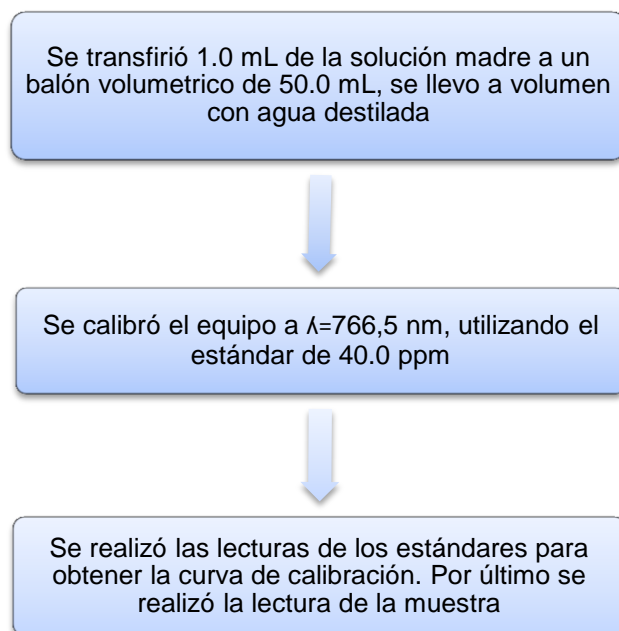 Se transfirió 1.0 mL de la solución madre a un
balón volumetrico de 50.0 mL, se llevo a volumen
con agua destilada
Se calibró el equipo a ʎ=766,5 nm, utilizando el
estándar de 40.0 ppm
Se realizó las lecturas de los estándares para
obtener la curva de calibración. Por último se
realizó la lectura de la muestra